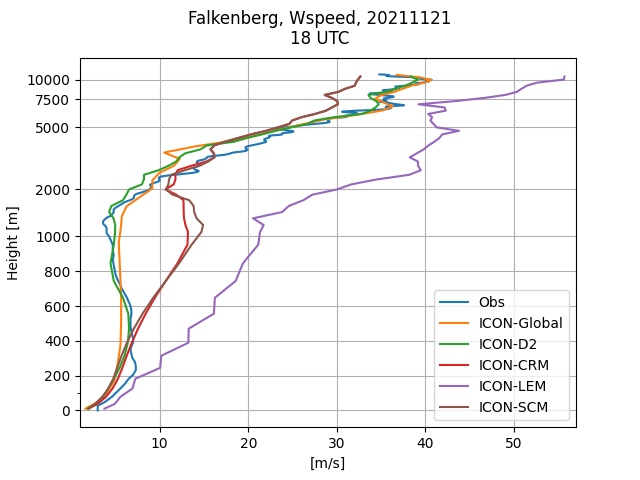 Falkenberg, Wspeed, 20211121
18 UTC
10000
7500
5000
2000
1000
800
600
400
200
0
Height [m]
Obs
ICON-Global
ICON-D2
ICON-CRM
ICON-LEM
ICON-SCM
10 20 30 40 50
[m/s]